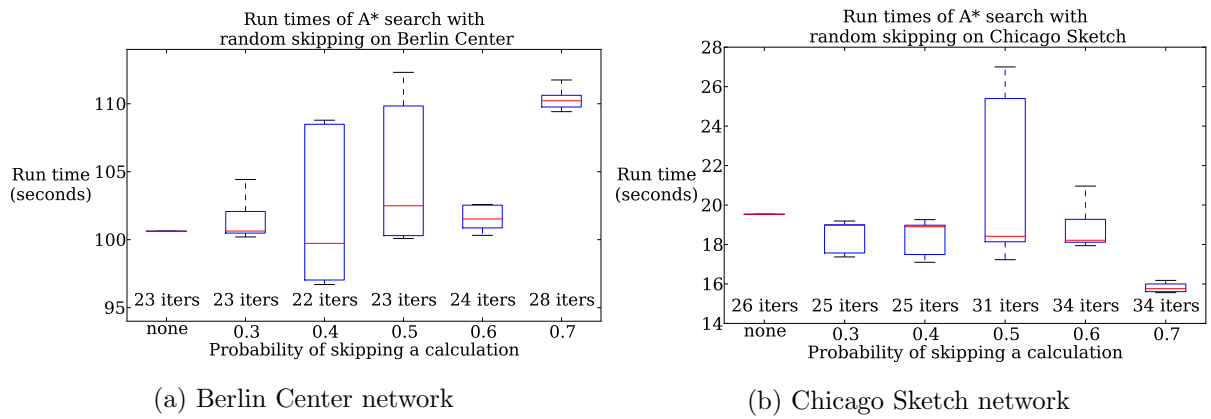 Run times of A* search with
random skipping on Berlin Center
110
105
100
95
Run time
(seconds)
23 iters
23 iters
22 iters
23 iters
24 iters
28 iters
none
0.3
0.4
0.5
0.6
0.7
Probability of skipping a calculation
(a) Berlin Center network
Run times of A* search with
random skipping on Chicago Sketch
28
26
24
22
20
18
16
14
Run time
(seconds)
26 iters
25 iters
25 iters
31 iters
34 iters
34 iters
none
0.3
0.4
0.5
0.6
0.7
Probability of skipping a calculation
(b) Chicago Sketch network